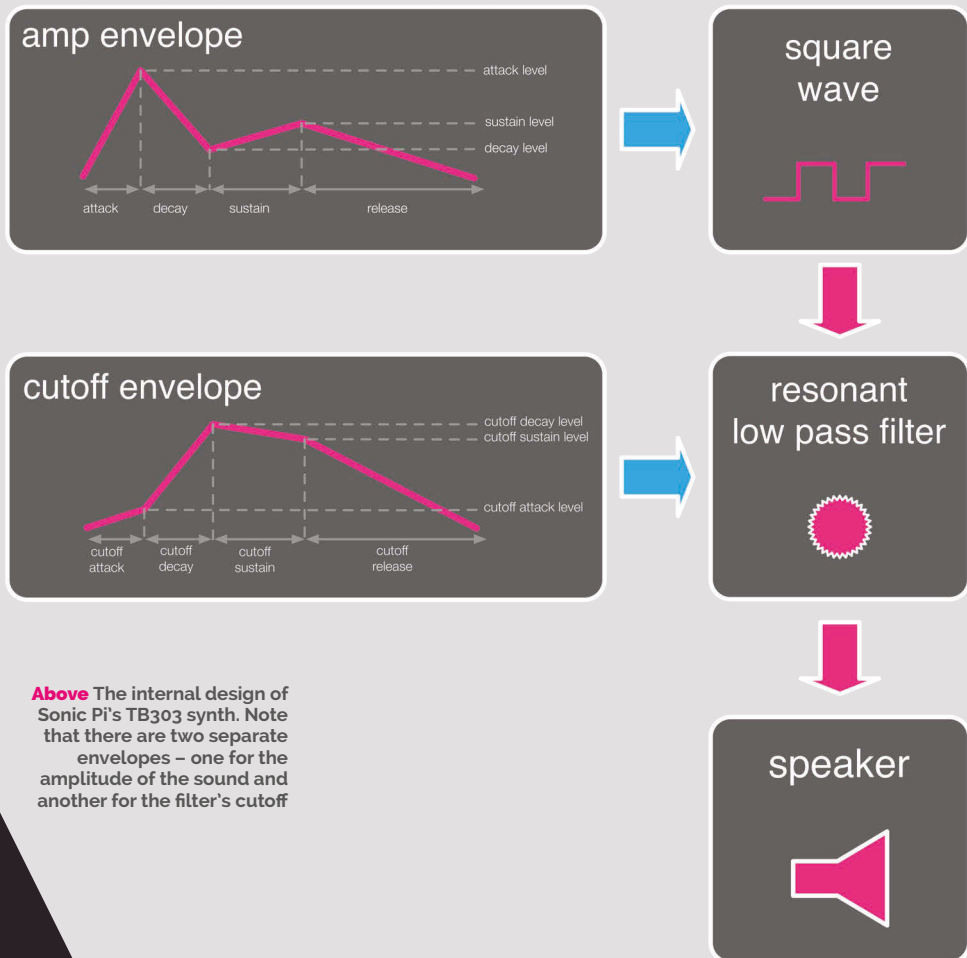 amp envelope
attack level
sustain level
decay level
attack
decay
sustain
release
square
wave
cutoff envelope
cutoff decay level
cutoff sustain level
cutoff attack level
cutoff
attack
cutoff
decay
cutoff
sustain
cutoff
release
resonant
low pass filter
Above The internal design of
Sonic Pi's TB303 synth. Note
that there are two separate
envelopes – one for the
amplitude of the sound and
another for the filter's cutoff
speaker